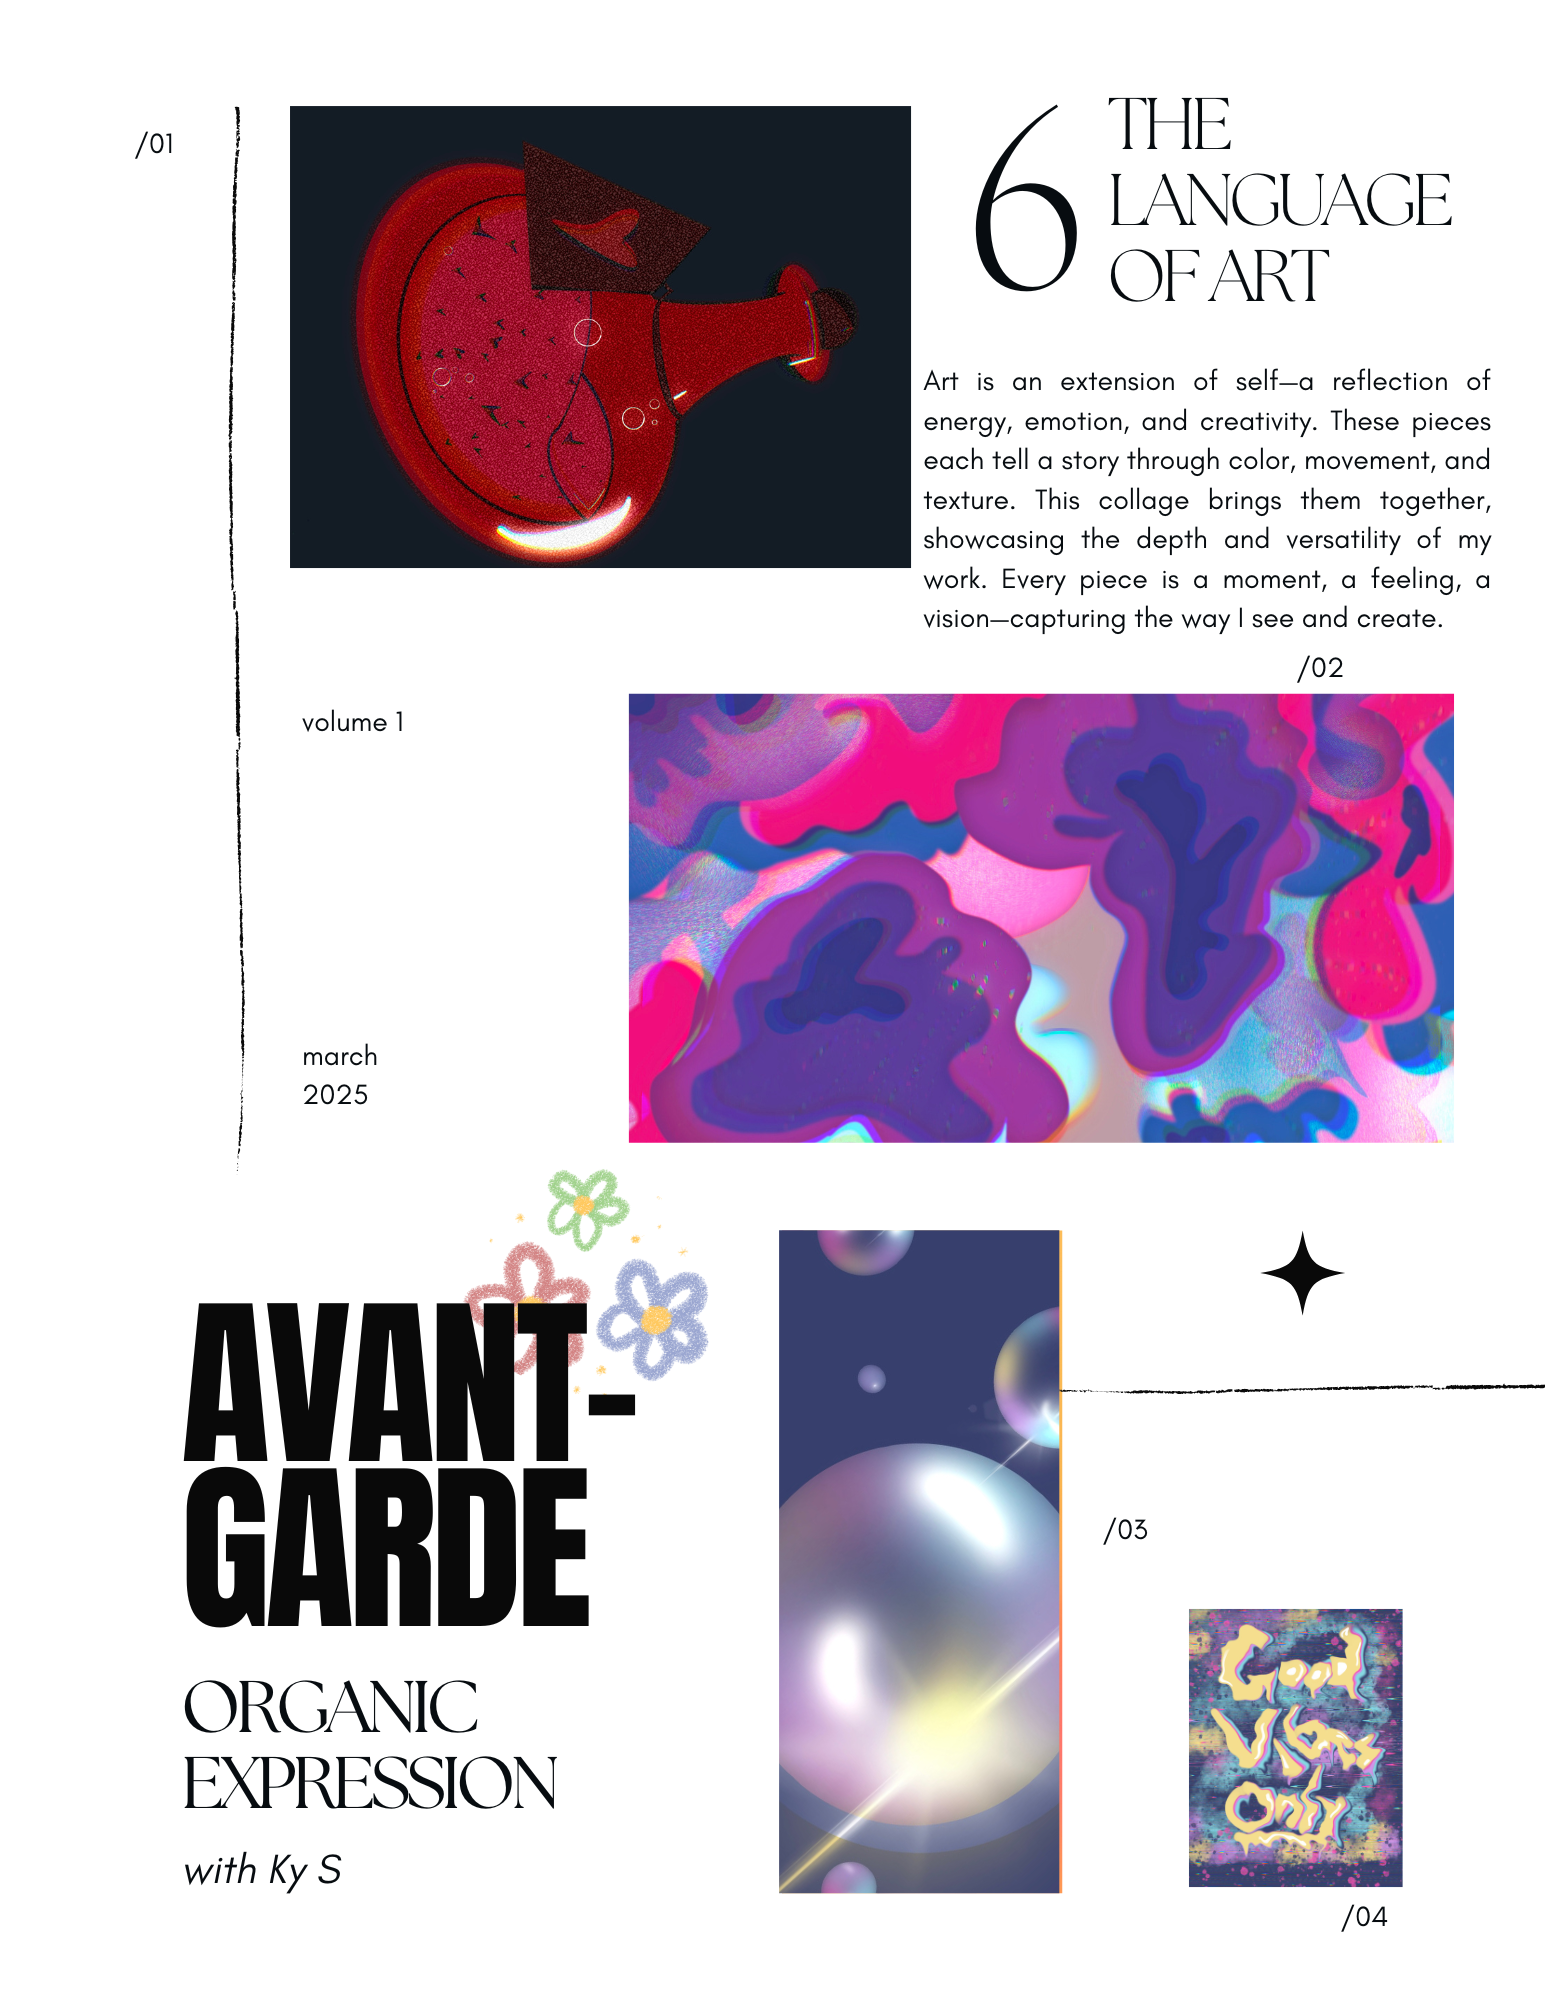 /01
6
THE
LANGUAGE
OF ART
Art is an extension of self—a reflection of
energy, emotion, and creativity. These pieces
each tell a story through color, movement, and
texture. This collage brings them together,
showcasing the depth and versatility of my
work. Every piece is a moment, a feeling, a
vision—capturing the way I see and create.
/02
volume 1
march
2025
AVANT-
GARDE
ORGANIC
EXPRESSION
with Ky S
/03
Good
Vibes
Only
/04